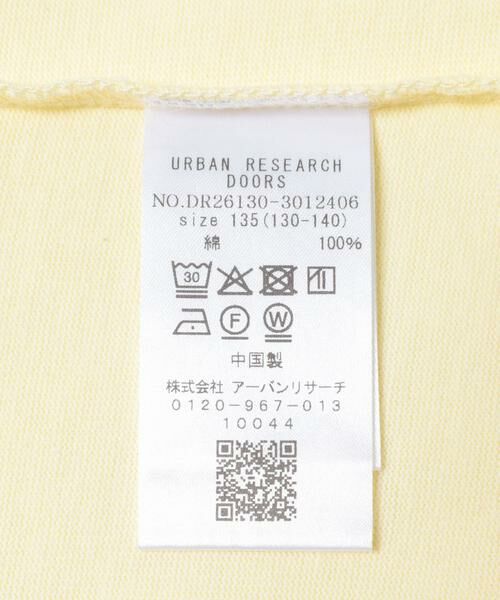 URBAN RESEARCH
DOORS
NO.DR26130-3012406
size 135(130-140)
綿 100%
30
F W
中国製
株式会社 アーバンリサーチ
0120-967-013
10044